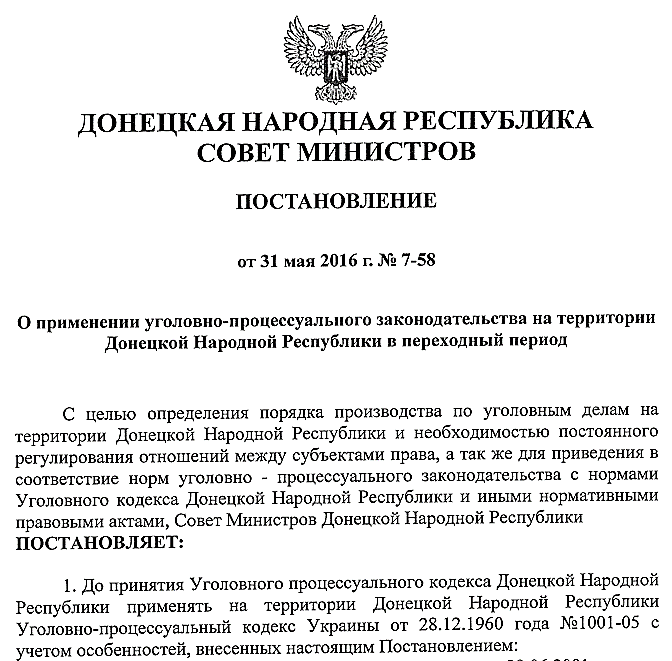 ДОНЕЦКАЯ НАРОДНАЯ РЕСПУБЛИКА
СОВЕТ МИНИСТРОВ
ПОСТАНОВЛЕНИЕ
от 31 мая 2016 г. № 7-58
О применении уголовно-процессуального законодательства на территории
Донецкой Народной Республики в переходный период
С целью определения порядка производства по уголовным делам на
территории Донецкой Народной Республики и необходимостью постоянного
регулирования отношений между субъектами права, а так же для приведения в
соответствие норм уголовно - процессуального законодательства с нормами
Уголовного кодекса Донецкой Народной Республики и иными нормативными
правовыми актами, Совет Министров Донецкой Народной Республики
ПОСТАНОВЛЯЕТ:
1. До принятия Уголовного процессуального кодекса Донецкой Народной
Республики применять на территории Донецкой Народной Республики
Уголовно-процессуальный кодекс Украины от 28.12.1960 года №1001-05 с
учетом особенностей, внесенных настоящим Постановлением: